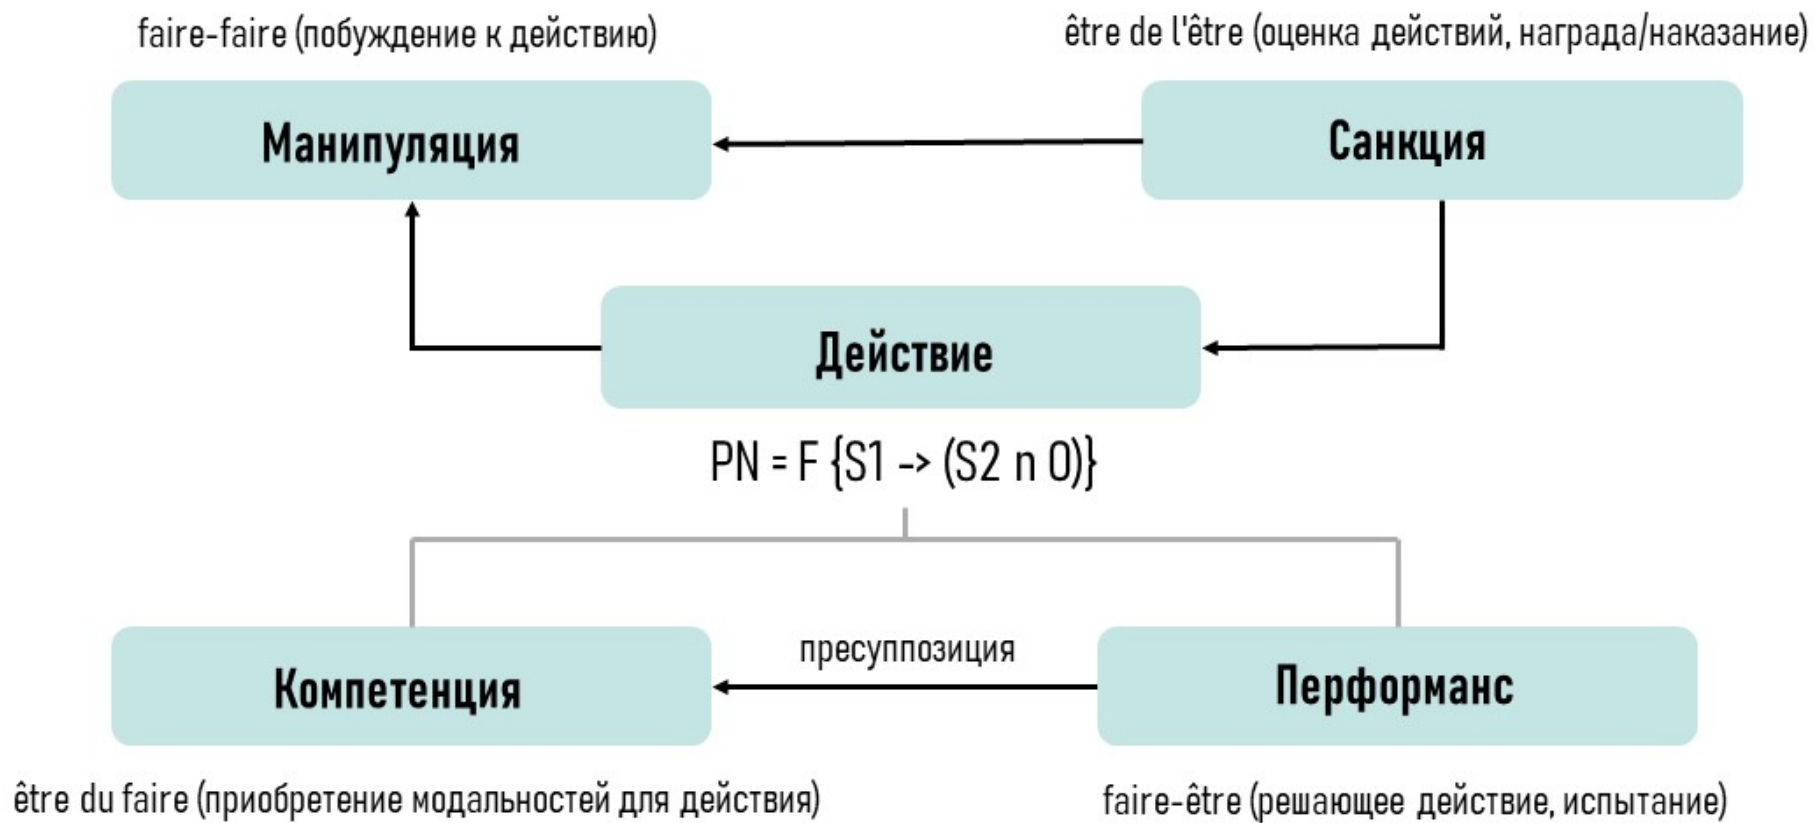 faire-faire (побуждение к действию)
être de l'être (оценка действий, награда/наказание)
Манипуляция
Санкция
Действие
PN = F {S1 -> (S2 n O)}
пресуппозиция
Компетенция
Перформанс
être du faire (приобретение модальностей для действия)
faire-être (решающее действие, испытание)